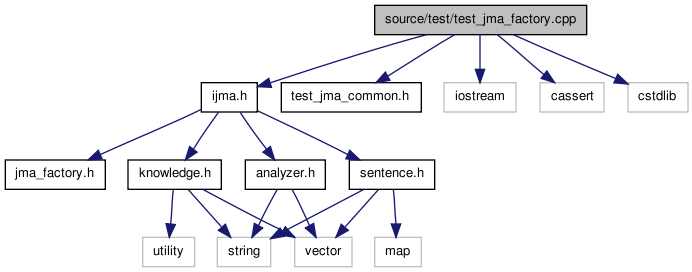 source/test/test_jma_factory.cpp
ijma.h
test_jma_common.h
iostream
cassert
cstdlib
jma_factory.h
knowledge.h
analyzer.h
sentence.h
utility
string
vector
map